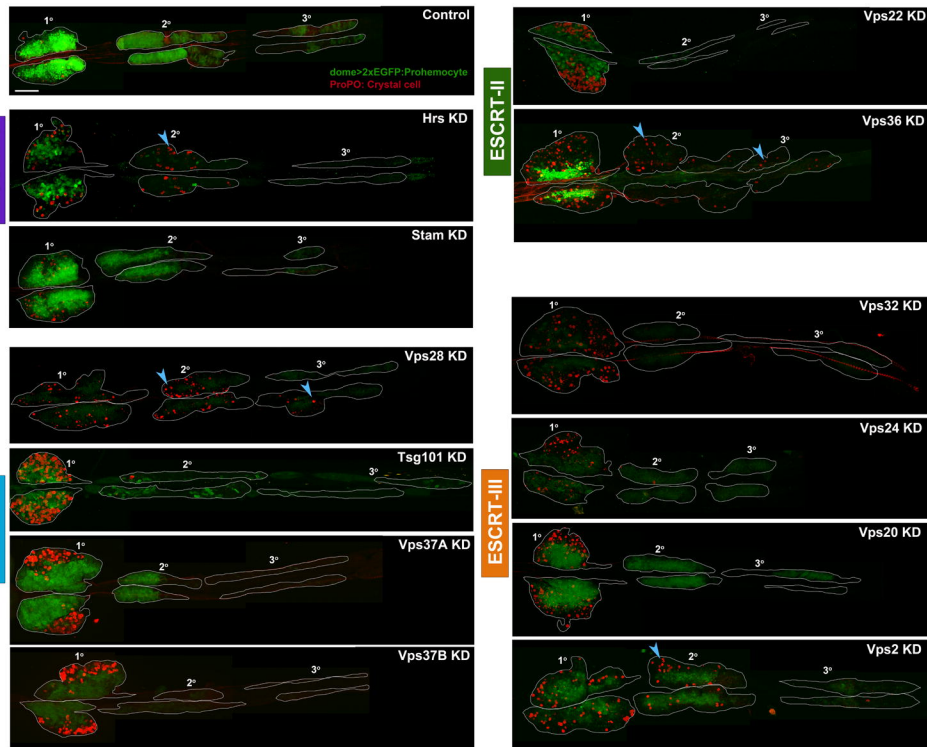 Control
1° 2° 3°
dome>2xEGFP:Prohemocyte
ProPO: Crystal cell
Hrs KD
1° 2° 3°
Stam KD
1° 2° 3°
Vps28 KD
1° 2° 3°
Tsg101 KD
1° 2° 3°
Vps37A KD
1° 2° 3°
Vps37B KD
1° 2° 3°
ESCRT-II
Vps22 KD
1° 2° 3°
Vps36 KD
1° 2° 3°
ESCRT-III
Vps32 KD
1° 2° 3°
Vps24 KD
1° 2° 3°
Vps20 KD
1° 2° 3°
Vps2 KD
1° 2° 3°